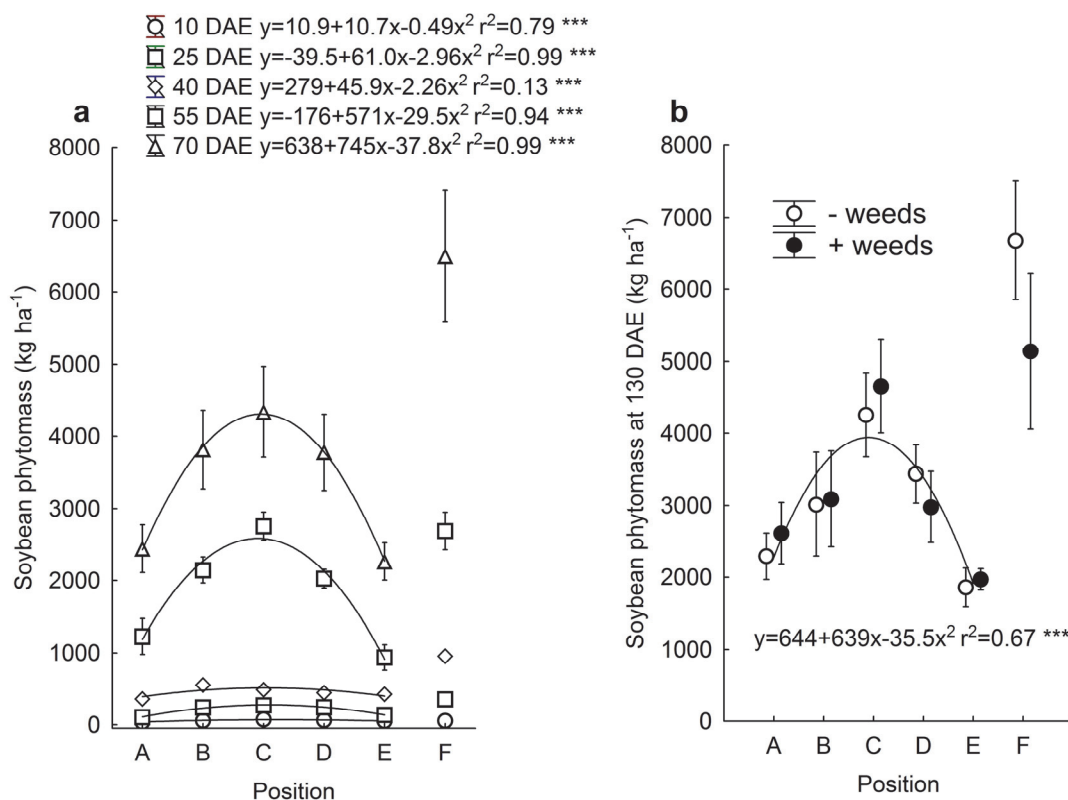 10 DAE y=10.9+10.7x-0.49x² r²=0.79 ***
25 DAE y=-39.5+61.0x-2.96x² r²=0.99 ***
40 DAE y=279+45.9x-2.26x² r²=0.13 ***
55 DAE y=-176+571x-29.5x² r²=0.94 ***
70 DAE y=638+745x-37.8x² r²=0.99 ***
a
Soybean phytomass (kg ha⁻¹)
8000
7000
6000
5000
4000
3000
2000
1000
0
A B C D E F
Position
b
Soybean phytomass at 130 DAE (kg ha⁻¹)
8000
7000
6000
5000
4000
3000
2000
1000
0
- weeds
+ weeds
y=644+639x-35.5x² r²=0.67 ***
A B C D E F
Position